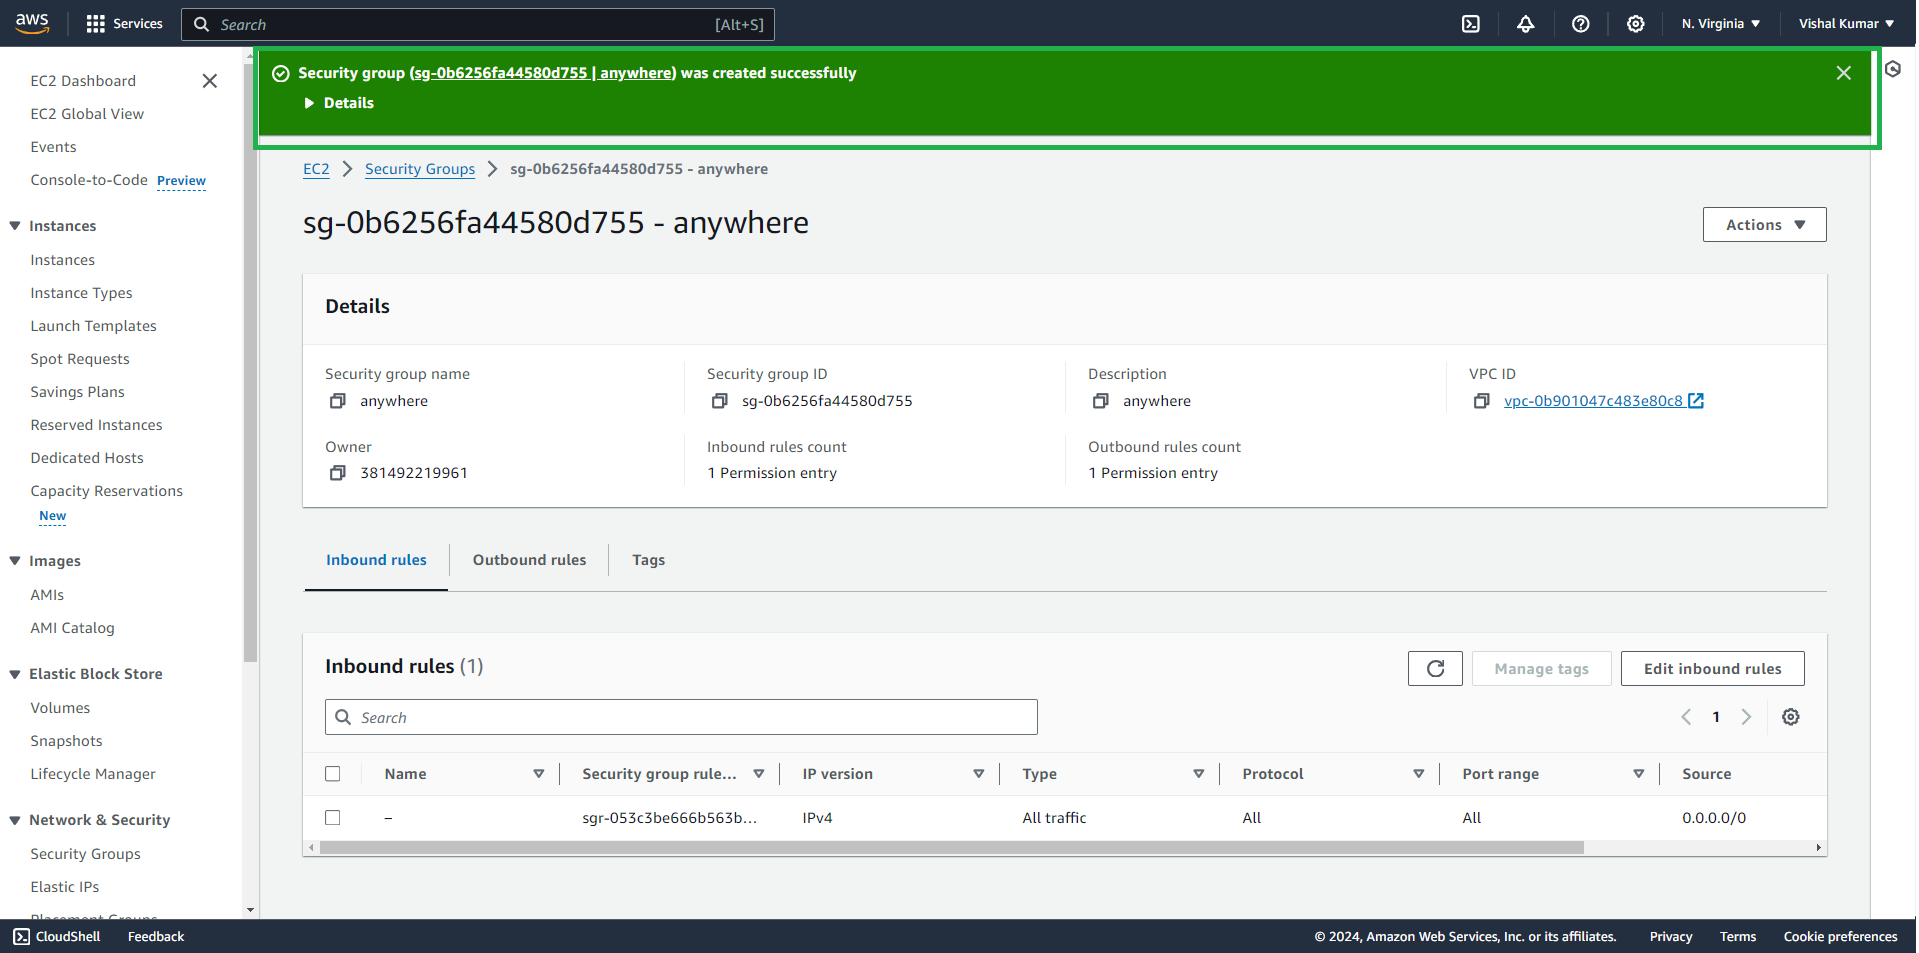 aws
Services
Search [Alt+S]
N. Virginia
Vishal Kumar
EC2 Dashboard
EC2 Global View
Events
Console-to-Code Preview
Instances
Instances
Instance Types
Launch Templates
Spot Requests
Savings Plans
Reserved Instances
Dedicated Hosts
Capacity Reservations
New
Images
AMIs
AMI Catalog
Elastic Block Store
Volumes
Snapshots
Lifecycle Manager
Network & Security
Security Groups
Elastic IPs
Placement Groups
Security group (sg-0b6256fa44580d755 | anywhere) was created successfully
Details
EC2 Security Groups sg-0b6256fa44580d755 - anywhere
sg-0b6256fa44580d755 - anywhere
Actions
Details
Security group name
anywhere
Security group ID
sg-0b6256fa44580d755
Description
anywhere
VPC ID
vpc-0b901047c483e80c8
Owner
381492219961
Inbound rules count
1 Permission entry
Outbound rules count
1 Permission entry
Inbound rules Outbound rules Tags
Inbound rules (1)
Manage tags
Edit inbound rules
Search
1
Name Security group rule... IP version Type Protocol Port range Source
– sgr-053c3be666b563b... IPv4 All traffic All All 0.0.0.0/0
CloudShell Feedback
© 2024, Amazon Web Services, Inc. or its affiliates. Privacy Terms Cookie preferences